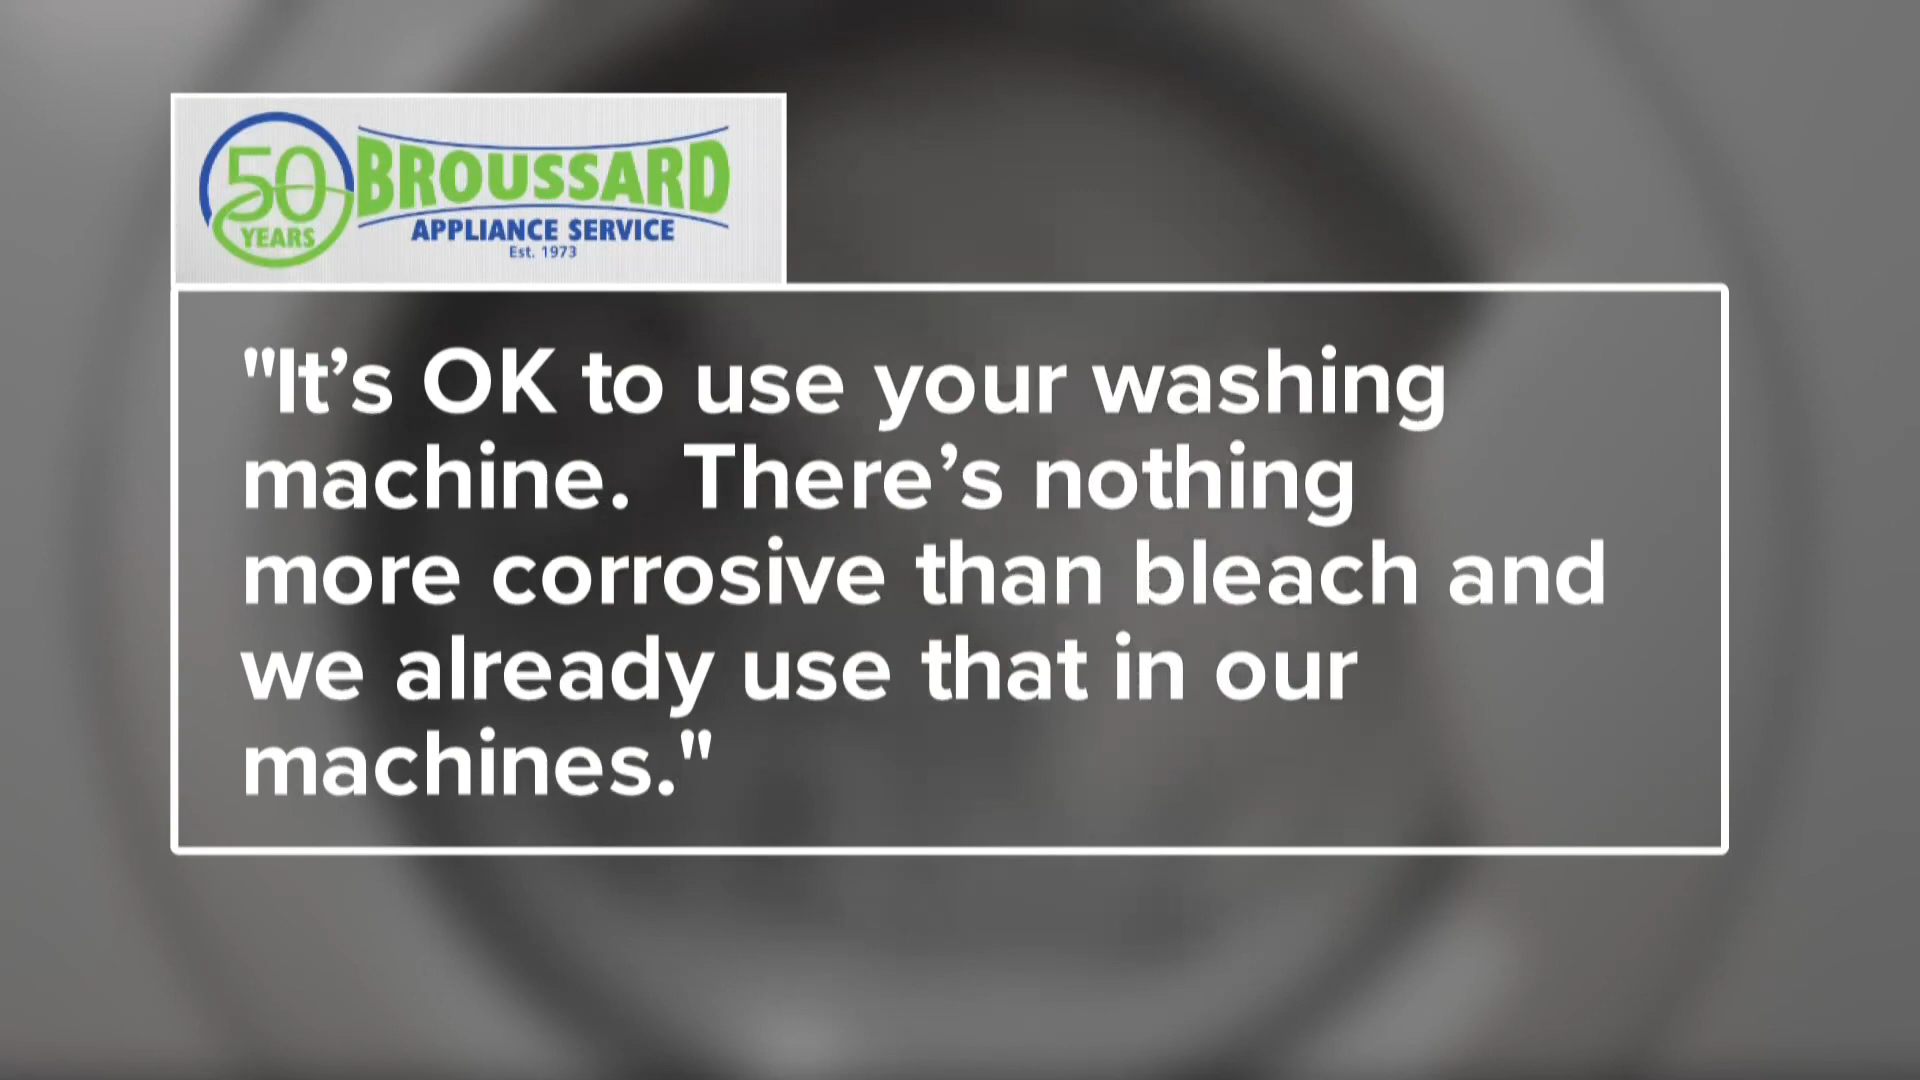 50
YEARS
BROUSSARD
APPLIANCE SERVICE
Est. 1973
"It’s OK to use your washing
machine.  There’s nothing
more corrosive than bleach and
we already use that in our
machines."